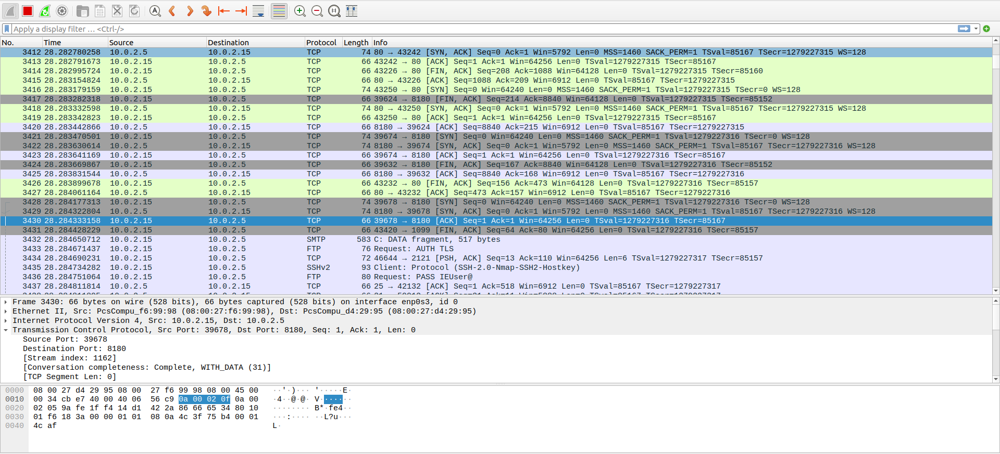 Apply a display filter … <Ctrl-/>
No. Time Source Destination Protocol Length Info
3412 28.282780258 10.0.2.5 10.0.2.15 TCP 74 80 → 43242 [SYN, ACK] Seq=0 Ack=1 Win=5792 Len=0 MSS=1460 SACK_PERM=1 TSval=85167 TSecr=1279227315 WS=128
3413 28.282791673 10.0.2.15 10.0.2.5 TCP 66 43242 → 80 [ACK] Seq=1 Ack=1 Win=64256 Len=0 TSval=1279227315 TSecr=85167
3414 28.282995724 10.0.2.15 10.0.2.5 TCP 66 43226 → 80 [FIN, ACK] Seq=208 Ack=1088 Win=64128 Len=0 TSval=1279227315 TSecr=85160
3415 28.283154824 10.0.2.5 10.0.2.15 TCP 66 80 → 43226 [ACK] Seq=1088 Ack=209 Win=6912 Len=0 TSval=85167 TSecr=1279227315
3416 28.283179159 10.0.2.15 10.0.2.5 TCP 74 43250 → 80 [SYN] Seq=0 Win=64240 Len=0 MSS=1460 SACK_PERM=1 TSval=1279227315 TSecr=0 WS=128
3417 28.283282318 10.0.2.15 10.0.2.5 TCP 66 39624 → 8180 [FIN, ACK] Seq=214 Ack=8840 Win=64128 Len=0 TSval=1279227315 TSecr=85152
3418 28.283332598 10.0.2.5 10.0.2.15 TCP 74 80 → 43250 [SYN, ACK] Seq=0 Ack=1 Win=5792 Len=0 MSS=1460 SACK_PERM=1 TSval=85167 TSecr=1279227315 WS=128
3419 28.283342823 10.0.2.15 10.0.2.5 TCP 66 43250 → 80 [ACK] Seq=1 Ack=1 Win=64256 Len=0 TSval=1279227315 TSecr=85167
3420 28.283442866 10.0.2.5 10.0.2.15 TCP 66 8180 → 39624 [ACK] Seq=8840 Ack=215 Win=6912 Len=0 TSval=85167 TSecr=1279227315
3421 28.283470501 10.0.2.15 10.0.2.5 TCP 74 39674 → 8180 [SYN] Seq=0 Win=64240 Len=0 MSS=1460 SACK_PERM=1 TSval=1279227316 TSecr=0 WS=128
3422 28.283630614 10.0.2.5 10.0.2.15 TCP 74 8180 → 39674 [SYN, ACK] Seq=0 Ack=1 Win=5792 Len=0 MSS=1460 SACK_PERM=1 TSval=85167 TSecr=1279227316 WS=128
3423 28.283641169 10.0.2.15 10.0.2.5 TCP 66 39674 → 8180 [ACK] Seq=1 Ack=1 Win=64256 Len=0 TSval=1279227316 TSecr=85167
3424 28.283669867 10.0.2.15 10.0.2.5 TCP 66 39632 → 8180 [FIN, ACK] Seq=167 Ack=8840 Win=64128 Len=0 TSval=1279227316 TSecr=85152
3425 28.283831544 10.0.2.5 10.0.2.15 TCP 66 8180 → 39632 [ACK] Seq=8840 Ack=168 Win=6912 Len=0 TSval=85167 TSecr=1279227316
3426 28.283899678 10.0.2.15 10.0.2.5 TCP 66 43232 → 80 [FIN, ACK] Seq=156 Ack=473 Win=64128 Len=0 TSval=1279227316 TSecr=85157
3427 28.284061164 10.0.2.5 10.0.2.15 TCP 66 80 → 43232 [ACK] Seq=473 Ack=157 Win=6912 Len=0 TSval=85167 TSecr=1279227316
3428 28.284177313 10.0.2.15 10.0.2.5 TCP 74 39678 → 8180 [SYN] Seq=0 Win=64240 Len=0 MSS=1460 SACK_PERM=1 TSval=1279227316 TSecr=0 WS=128
3429 28.284322804 10.0.2.5 10.0.2.15 TCP 74 8180 → 39678 [SYN, ACK] Seq=0 Ack=1 Win=5792 Len=0 MSS=1460 SACK_PERM=1 TSval=85167 TSecr=1279227316 WS=128
3430 28.284333158 10.0.2.15 10.0.2.5 TCP 66 39678 → 8180 [ACK] Seq=1 Ack=1 Win=64256 Len=0 TSval=1279227316 TSecr=85167
3431 28.284428229 10.0.2.15 10.0.2.5 TCP 66 43420 → 1099 [FIN, ACK] Seq=64 Ack=80 Win=64256 Len=0 TSval=1279227316 TSecr=85157
3432 28.284650712 10.0.2.15 10.0.2.5 SMTP 583 C: DATA fragment, 517 bytes
3433 28.284671437 10.0.2.15 10.0.2.5 FTP 76 Request: AUTH TLS
3434 28.284690231 10.0.2.15 10.0.2.5 TCP 72 46644 → 2121 [PSH, ACK] Seq=13 Ack=110 Win=64256 Len=6 TSval=1279227317 TSecr=85157
3435 28.284734282 10.0.2.15 10.0.2.5 SSHv2 93 Client: Protocol (SSH-2.0-Nmap-SSH2-Hostkey)
3436 28.284751064 10.0.2.15 10.0.2.5 FTP 80 Request: PASS IEUser@
3437 28.284811814 10.0.2.5 10.0.2.15 TCP 66 25 → 42132 [ACK] Seq=1 Ack=518 Win=6912 Len=0 TSval=85167 TSecr=1279227317
Frame 3430: 66 bytes on wire (528 bits), 66 bytes captured (528 bits) on interface enp0s3, id 0
Ethernet II, Src: PcsCompu_f6:99:98 (08:00:27:f6:99:98), Dst: PcsCompu_d4:29:95 (08:00:27:d4:29:95)
Internet Protocol Version 4, Src: 10.0.2.15, Dst: 10.0.2.5
Transmission Control Protocol, Src Port: 39678, Dst Port: 8180, Seq: 1, Ack: 1, Len: 0
Source Port: 39678
Destination Port: 8180
[Stream index: 1162]
[Conversation completeness: Complete, WITH_DATA (31)]
[TCP Segment Len: 0]
0000 08 00 27 d4 29 95 08 00 27 f6 99 98 08 00 45 00 ··'·)··· '·····E·
0010 00 34 cb e7 40 00 40 06 56 c9 0a 00 02 0f 0a 00 ·4··@·@· V·······
0020 02 05 9a fe 1f f4 14 d1 42 2a 86 66 65 34 80 10 ········ B*·fe4··
0030 01 f6 18 3a 00 00 01 01 08 0a 4c 3f 75 b4 00 01 ···:···· ··L?u···
0040 4c af L·